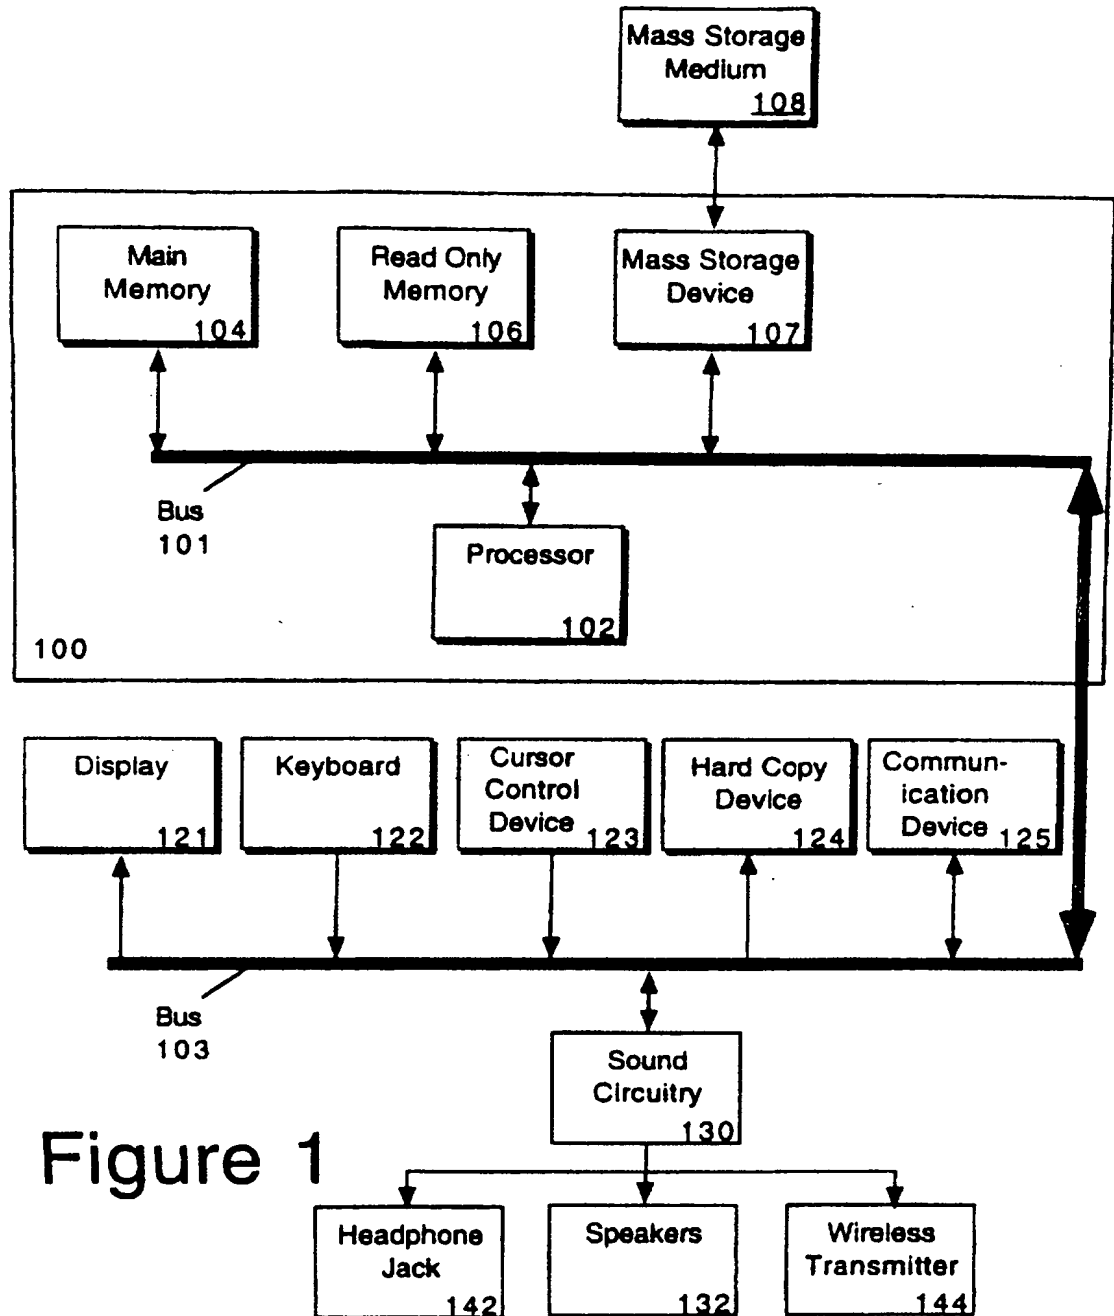 Mass Storage
Medium
108
Main
Memory
104
Read Only
Memory
106
Mass Storage
Device
107
Bus
101
Processor
102
100
Display
121
Keyboard
122
Cursor
Control
Device
123
Hard Copy
Device
124
Commun-
ication
Device
125
Bus
103
Sound
Circuitry
130
Figure 1
Headphone
Jack
142
Speakers
132
Wireless
Transmitter
144